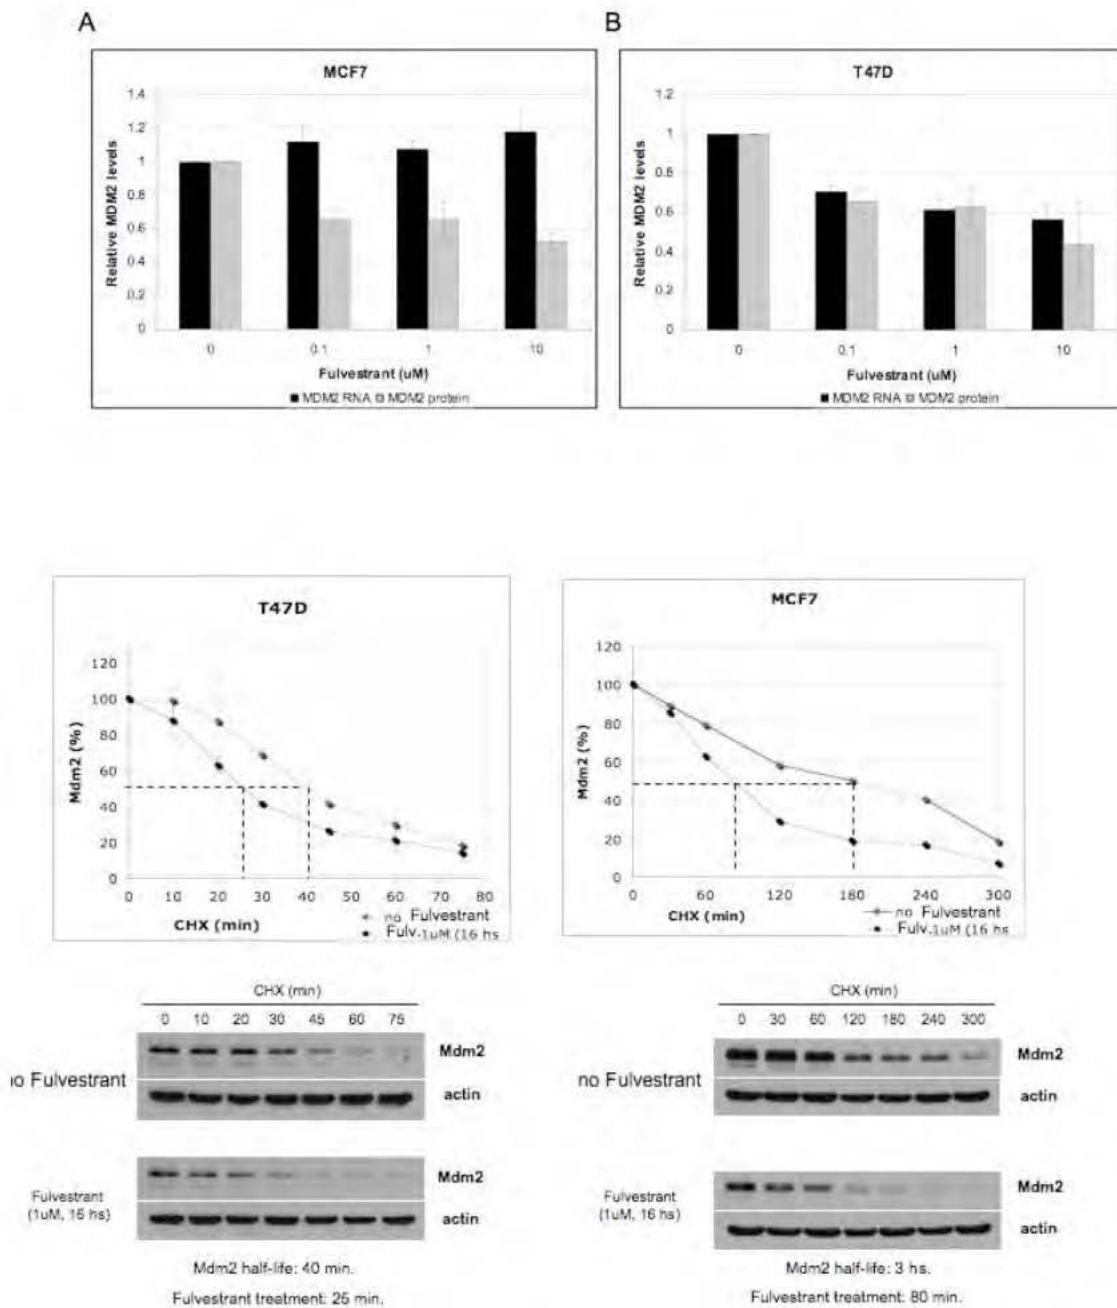 A
B
MCF7
1.4
1.2
1
0.8
0.6
0.4
0.2
0
Relative MDM2 levels
0 0.1 1 10
Fulvestrant (uM)
MDM2 RNA MDM2 protein
T47D
1.2
1
0.8
0.6
0.4
0.2
0
Relative MDM2 levels
0 0.1 1 10
Fulvestrant (uM)
MDM2 RNA MDM2 protein
T47D
120
100
80
60
40
20
0
Mdm2 (%)
0 10 20 30 40 50 60 70 80
CHX (min)
no Fulvestrant
Fulv.1uM (16 hs
MCF7
120
100
80
60
40
20
0
Mdm2 (%)
0 60 120 180 240 300
CHX (min)
no Fulvestrant
Fulv.1uM (16 hs
CHX (min)
0 10 20 30 45 60 75
Mdm2
no Fulvestrant
actin
Mdm2
Fulvestrant
(1uM, 16 hs)
actin
Mdm2 half-life: 40 min.
Fulvestrant treatment: 25 min.
CHX (min)
0 30 60 120 180 240 300
Mdm2
no Fulvestrant
actin
Mdm2
Fulvestrant
(1uM, 16 hs)
actin
Mdm2 half-life: 3 hs.
Fulvestrant treatment: 80 min.